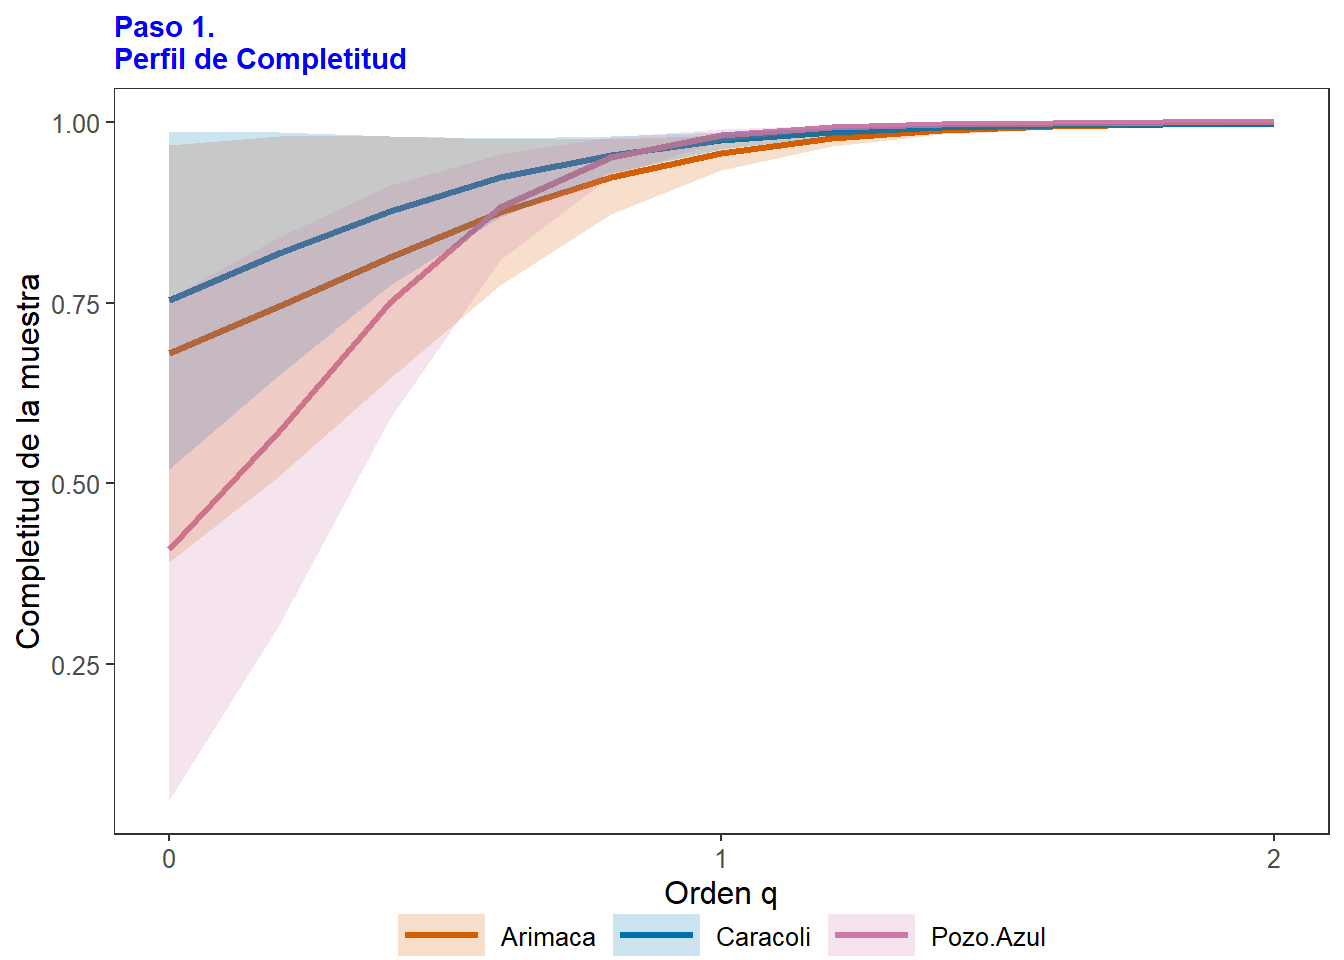 Paso 1.
Perfil de Completitud
1.00
0.75
0.50
0.25
Completitud de la muestra
0 1 2
Orden q
Arimaca Caracoli Pozo.Azul